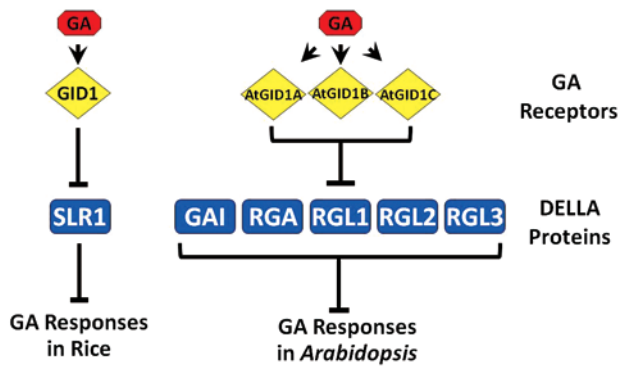 GA
GA
GID1
AtGID1A
AtGID1B
AtGID1C
GA
Receptors
SLR1
GAI
RGA
RGL1
RGL2
RGL3
DELLA
Proteins
GA Responses
in Rice
GA Responses
in Arabidopsis